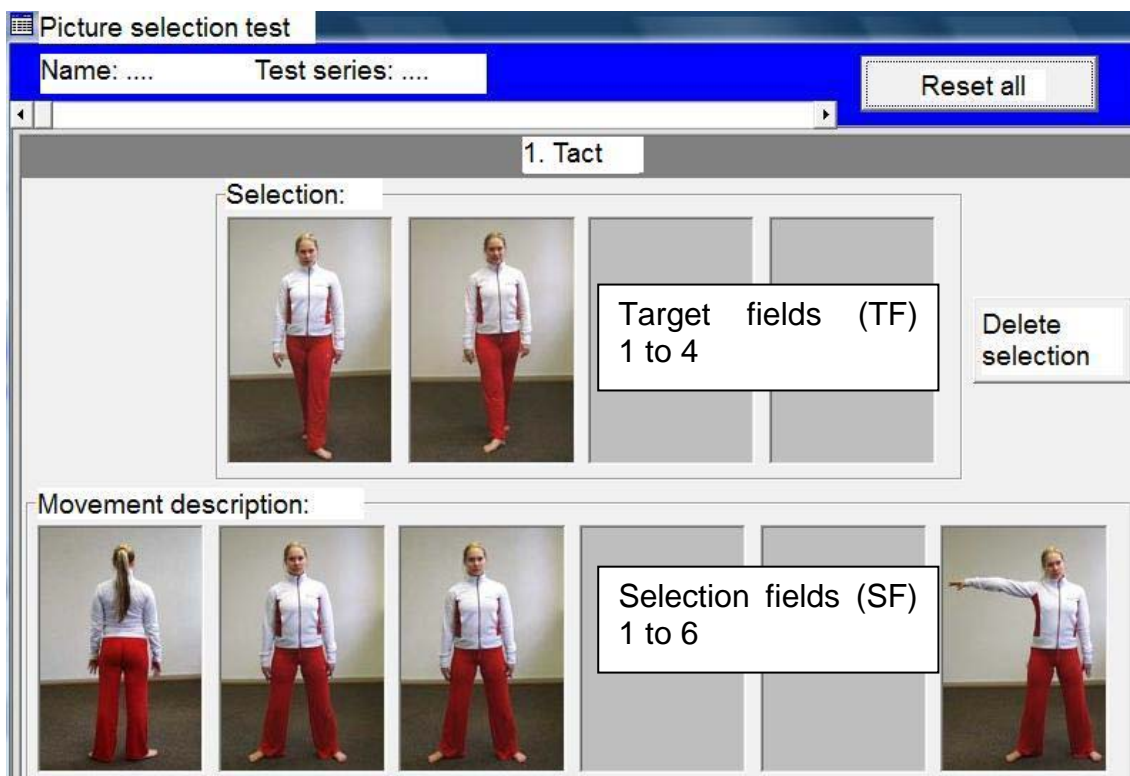 Picture selection test
Name: .... Test series: ....
Reset all
1. Tact
Selection:
Target fields (TF)
1 to 4
Delete
selection
Movement description:
Selection fields (SF)
1 to 6